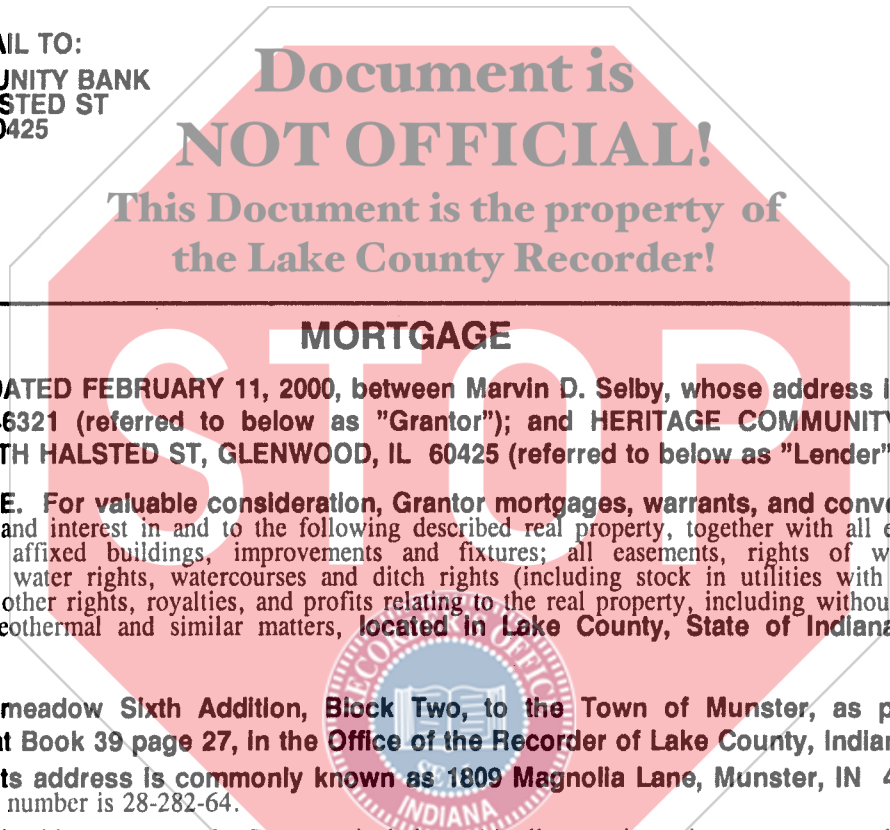 AIL TO:
UNITY BANK
STED ST
0425
Document is
NOT OFFICIAL!
This Document is the property of
the Lake County Recorder!
MORTGAGE
ATED FEBRUARY 11, 2000, between Marvin D. Selby, whose address i
6321 (referred to below as "Grantor"); and HERITAGE COMMUNITY
TH HALSTED ST, GLENWOOD, IL 60425 (referred to below as "Lender"
E. For valuable consideration, Grantor mortgages, warrants, and conve
and interest in and to the following described real property, together with all e
affixed buildings, improvements and fixtures; all easements, rights of w
water rights, watercourses and ditch rights (including stock in utilities with
other rights, royalties, and profits relating to the real property, including withou
eothermal and similar matters, located in Lake County, State of Indiana
meadow Sixth Addition, Block Two, to the Town of Munster, as p
at Book 39 page 27, in the Office of the Recorder of Lake County, Indian
ts address is commonly known as 1809 Magnolia Lane, Munster, IN 4
number is 28-282-64.
STOP
RECORDER'S OFFIC
INDIANA